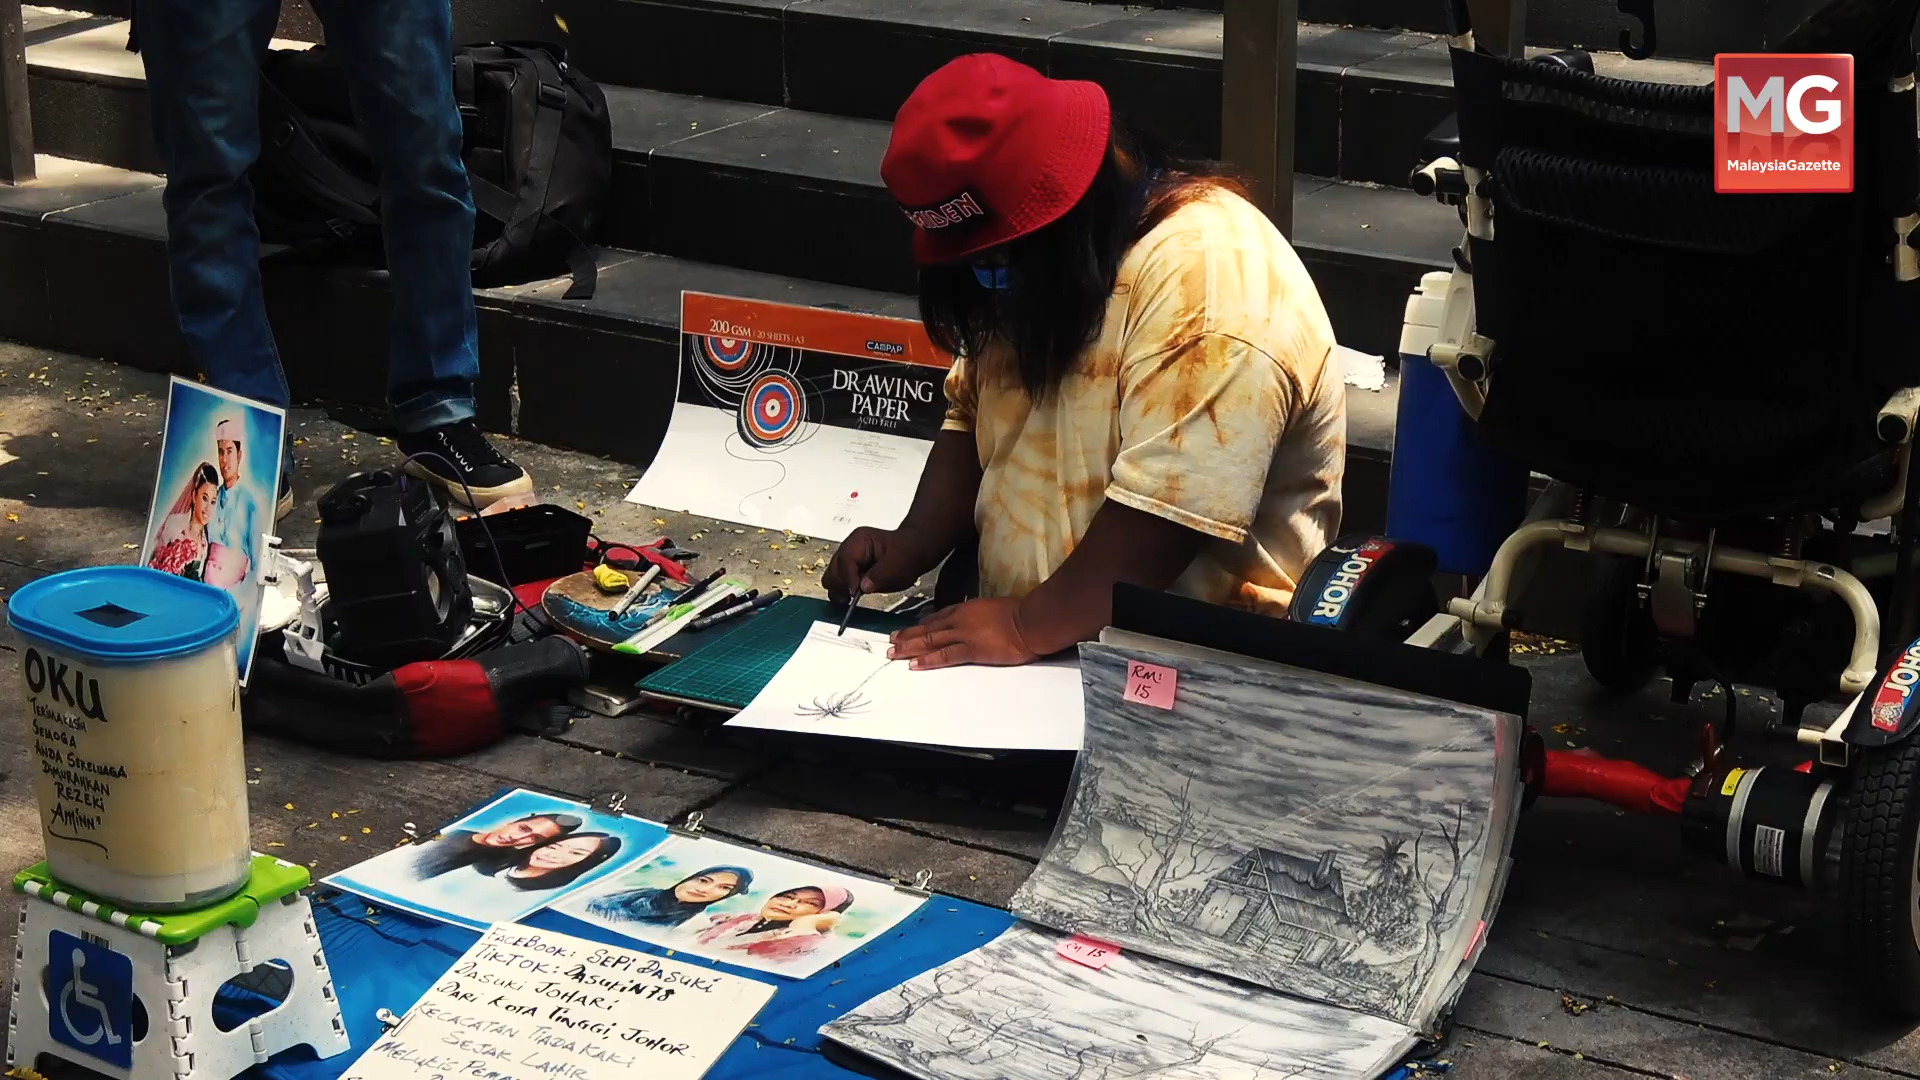 MG
MalaysiaGazette
200 GSM | 20 SHEETS | A3
CAMPAP
DRAWING
PAPER
ACID FREE
JOHOR
JOHOR
RM:
15
15
OKU
"TERIMAKASIH
SEMOGA
ANDA SEKELUAGA
DIMURAHKAN
REZEKI
AMiNN"
FACEBOOK: SEPi DASUKi
TiKTOK: DASUKiN78
DASUKi JOHARi
DARi KOTA TINGGi, JOHOR.
KECACATAN TIADA KAKi
SEJAK LAHiR
MELUKiS